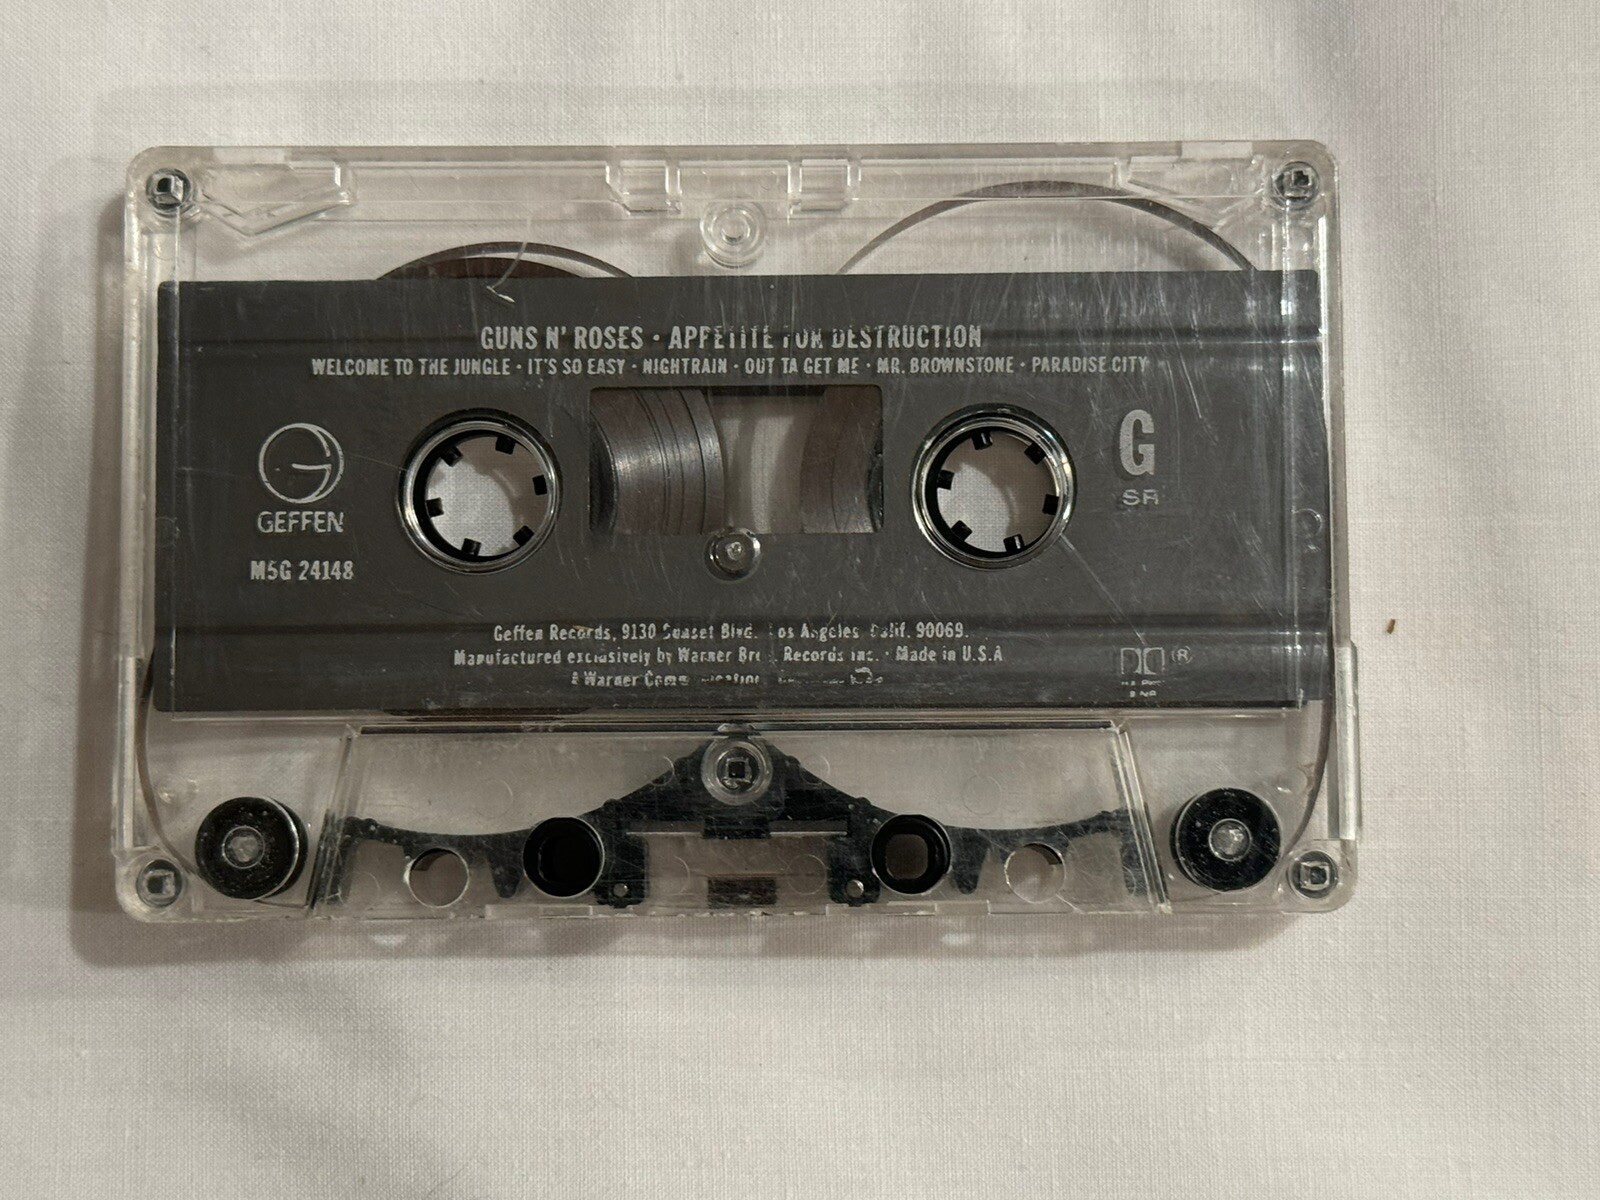 GUNS N' ROSES • APPETITE FOR DESTRUCTION
WELCOME TO THE JUNGLE • IT'S SO EASY • NIGHTRAIN • OUT TA GET ME • MR. BROWNSTONE • PARADISE CITY
G
SR
GEFFEN
M5G 24148
Geffen Records, 9130 Sunset Blvd. Los Angeles Calif. 90069.
Manufactured exclusively by Warner Bros. Records Inc. • Made in U.S.A
A Warner Communications